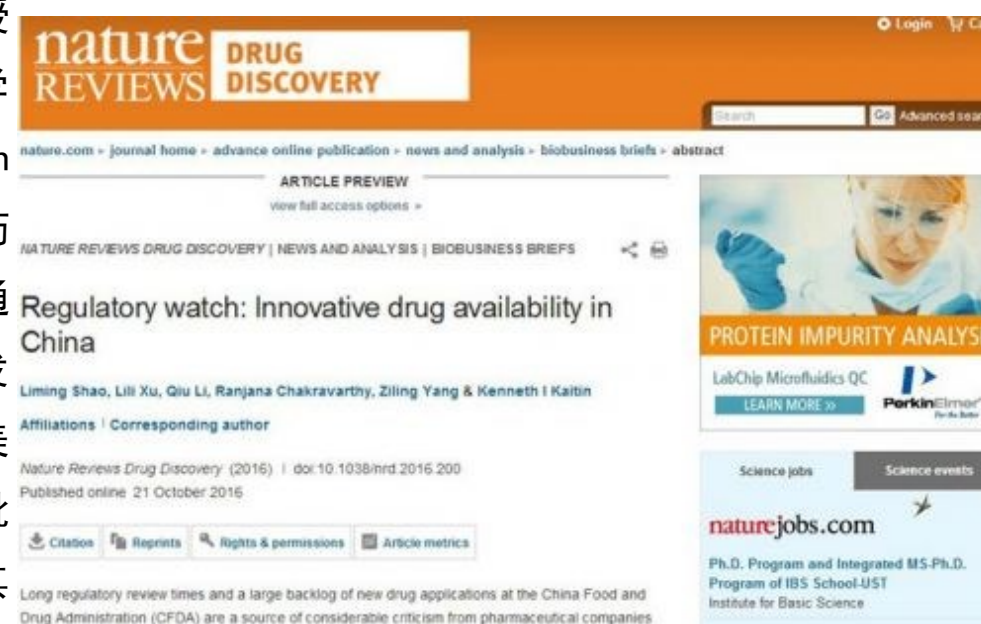 nature
REVIEWS
DRUG
DISCOVERY
Login
Search
Go
nature.com » journal home » advance online publication » news and analysis » biobusiness briefs » abstract
ARTICLE PREVIEW
view full access options »
NATURE REVIEWS DRUG DISCOVERY | NEWS AND ANALYSIS | BIOBUSINESS BRIEFS
Regulatory watch: Innovative drug availability in
China
Liming Shao, Lili Xu, Qiu Li, Ranjana Chakravarthy, Ziling Yang & Kenneth I Kaitin
Affiliations | Corresponding author
Nature Reviews Drug Discovery (2016) | doi:10.1038/nrd.2016.200
Published online 21 October 2016
Citation Reprints Rights & permissions Article metrics
Long regulatory review times and a large backlog of new drug applications at the China Food and
Drug Administration (CFDA) are a source of considerable criticism from pharmaceutical companies
Advanced
PROTEIN IMPURITY
LabChip Microfluidics QC
LEARN MORE »
PerkinElmer
For the Better
Science jobs
Science events
naturejobs.com
Ph.D. Program and Integrated MS-Ph.D.
Program of IBS School-UST
Institute for Basic Science